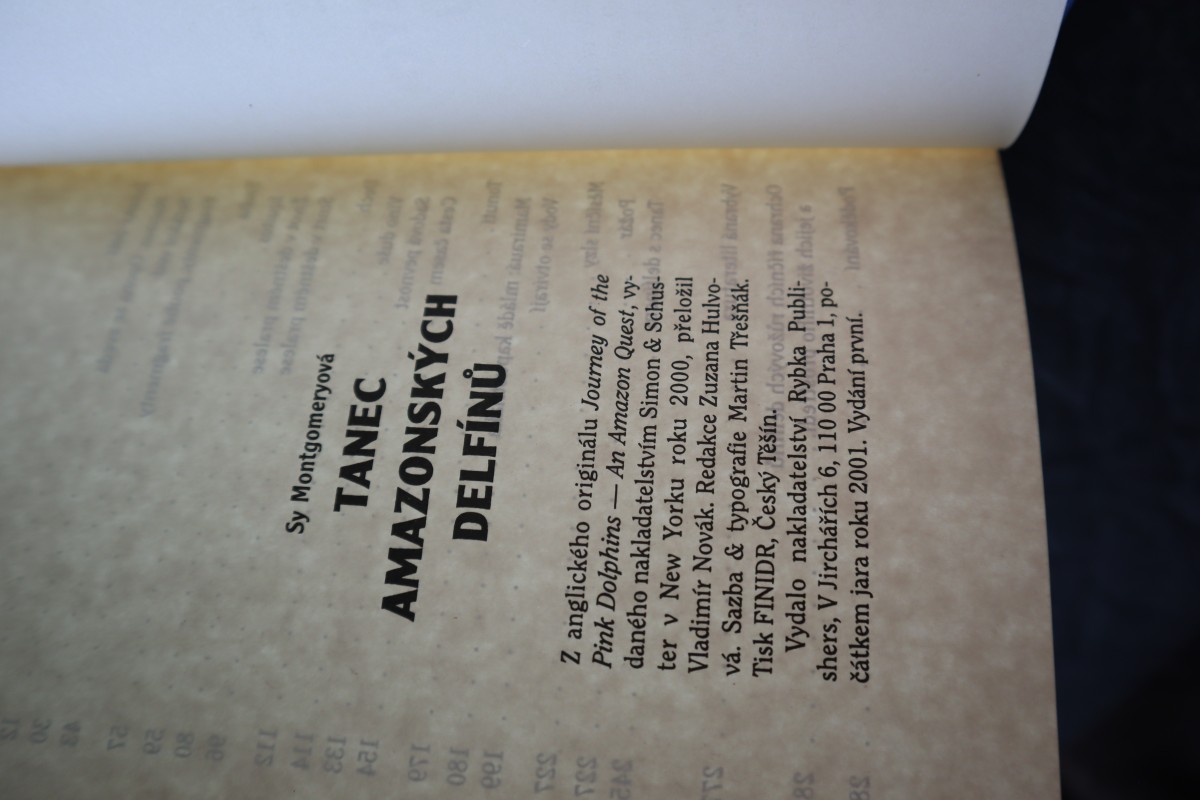 Sy Montgomeryová
TANEC
AMAZONSKÝCH
DELFÍNŮ
Z anglického originálu Journey of the
Pink Dolphins — An Amazon Quest, vy-
daného nakladatelstvím Simon & Schus-
ter v New Yorku roku 2000, přeložil
Vladimír Novák. Redakce Zuzana Hulvo-
vá. Sazba & typografie Martin Třešňák.
Tisk FINIDR, Český Těšín.
Vydalo nakladatelství Rybka Publi-
shers, V Jirchářích 6, 110 00 Praha 1, po-
čátkem jara roku 2001. Vydání první.